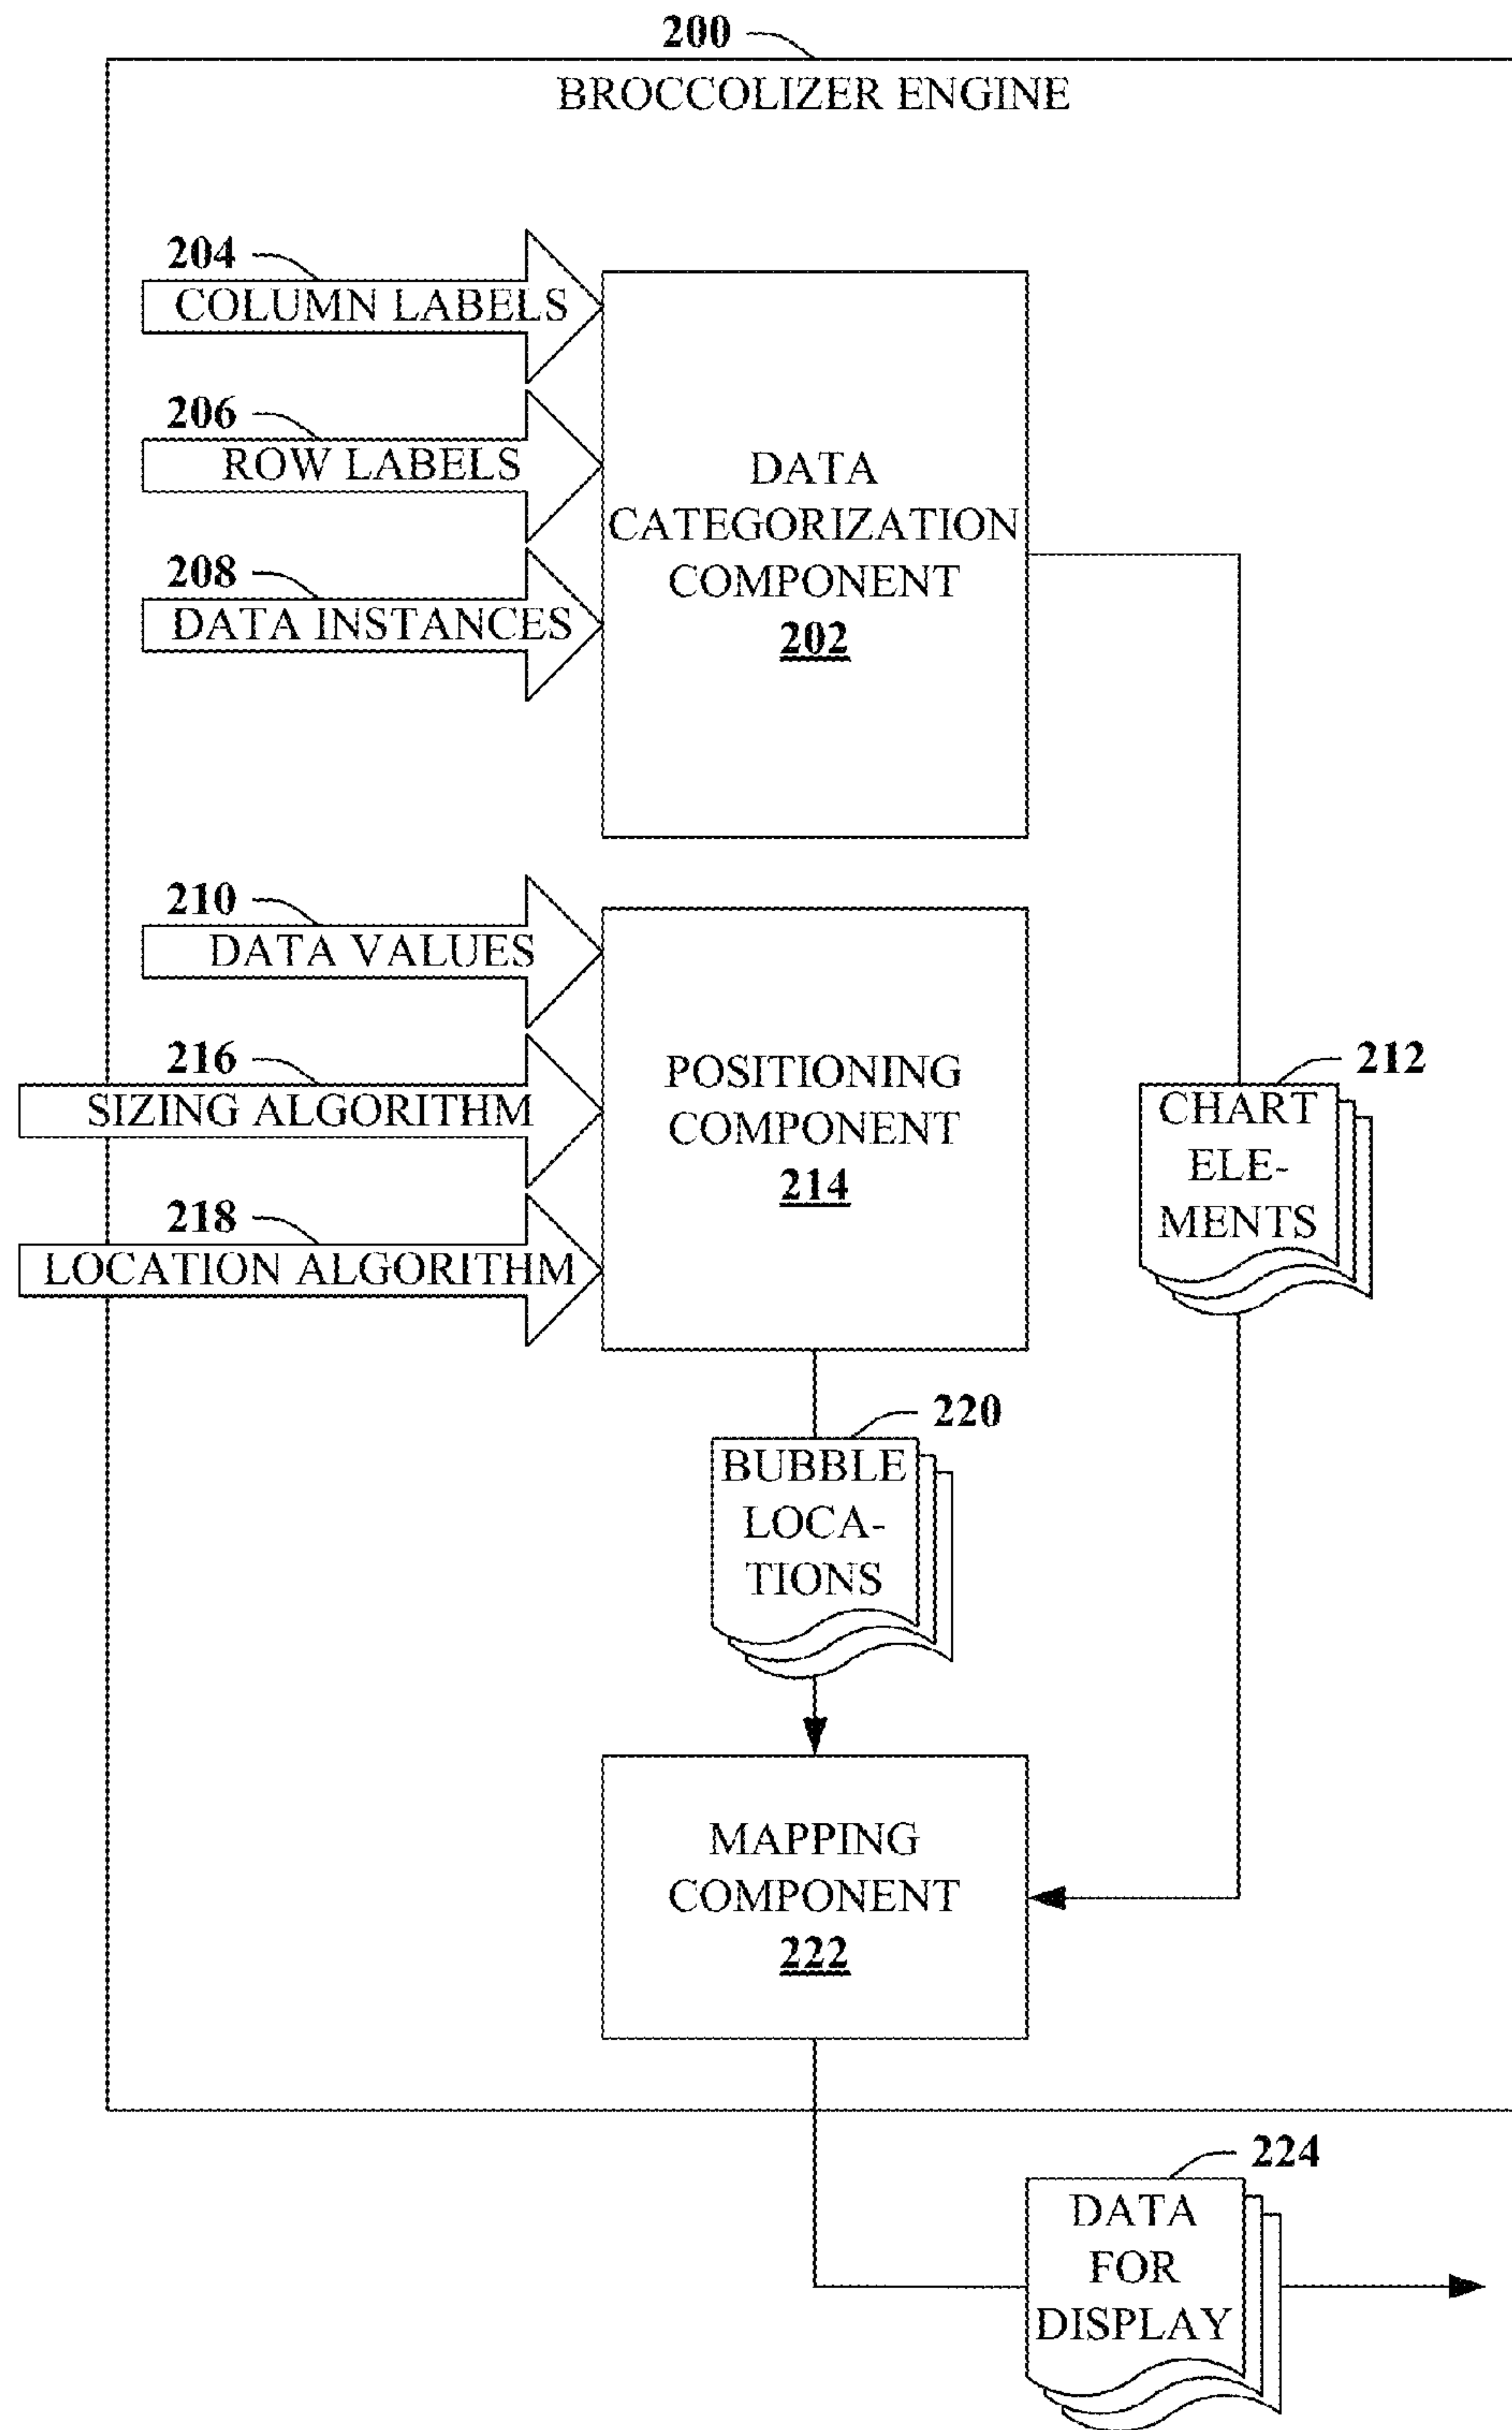 200
BROCCOLIZER ENGINE
204
COLUMN LABELS
206
ROW LABELS
208
DATA INSTANCES
DATA
CATEGORIZATION
COMPONENT
202
210
DATA VALUES
216
SIZING ALGORITHM
218
LOCATION ALGORITHM
POSITIONING
COMPONENT
214
212
CHART
ELE-
MENTS
220
BUBBLE
LOCA-
TIONS
MAPPING
COMPONENT
222
224
DATA
FOR
DISPLAY